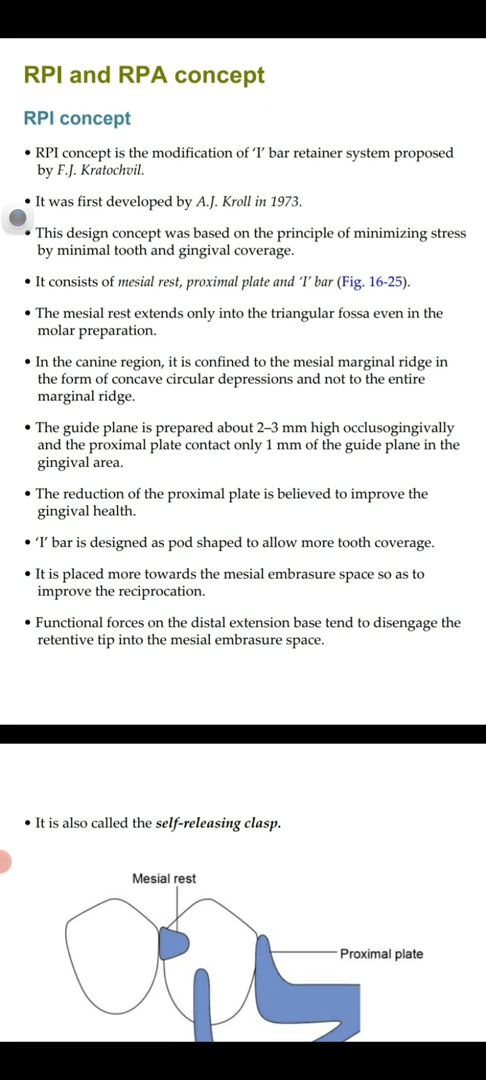 RPI and RPA concept
RPI concept
• RPI concept is the modification of ‘I’ bar retainer system proposed
by F.J. Kratochvil.
• It was first developed by A.J. Kroll in 1973.
• This design concept was based on the principle of minimizing stress
by minimal tooth and gingival coverage.
• It consists of mesial rest, proximal plate and ‘I’ bar (Fig. 16-25).
• The mesial rest extends only into the triangular fossa even in the
molar preparation.
• In the canine region, it is confined to the mesial marginal ridge in
the form of concave circular depressions and not to the entire
marginal ridge.
• The guide plane is prepared about 2–3 mm high occlusogingivally
and the proximal plate contact only 1 mm of the guide plane in the
gingival area.
• The reduction of the proximal plate is believed to improve the
gingival health.
• ‘I’ bar is designed as pod shaped to allow more tooth coverage.
• It is placed more towards the mesial embrasure space so as to
improve the reciprocation.
• Functional forces on the distal extension base tend to disengage the
retentive tip into the mesial embrasure space.
• It is also called the self-releasing clasp.
Mesial rest
Proximal plate